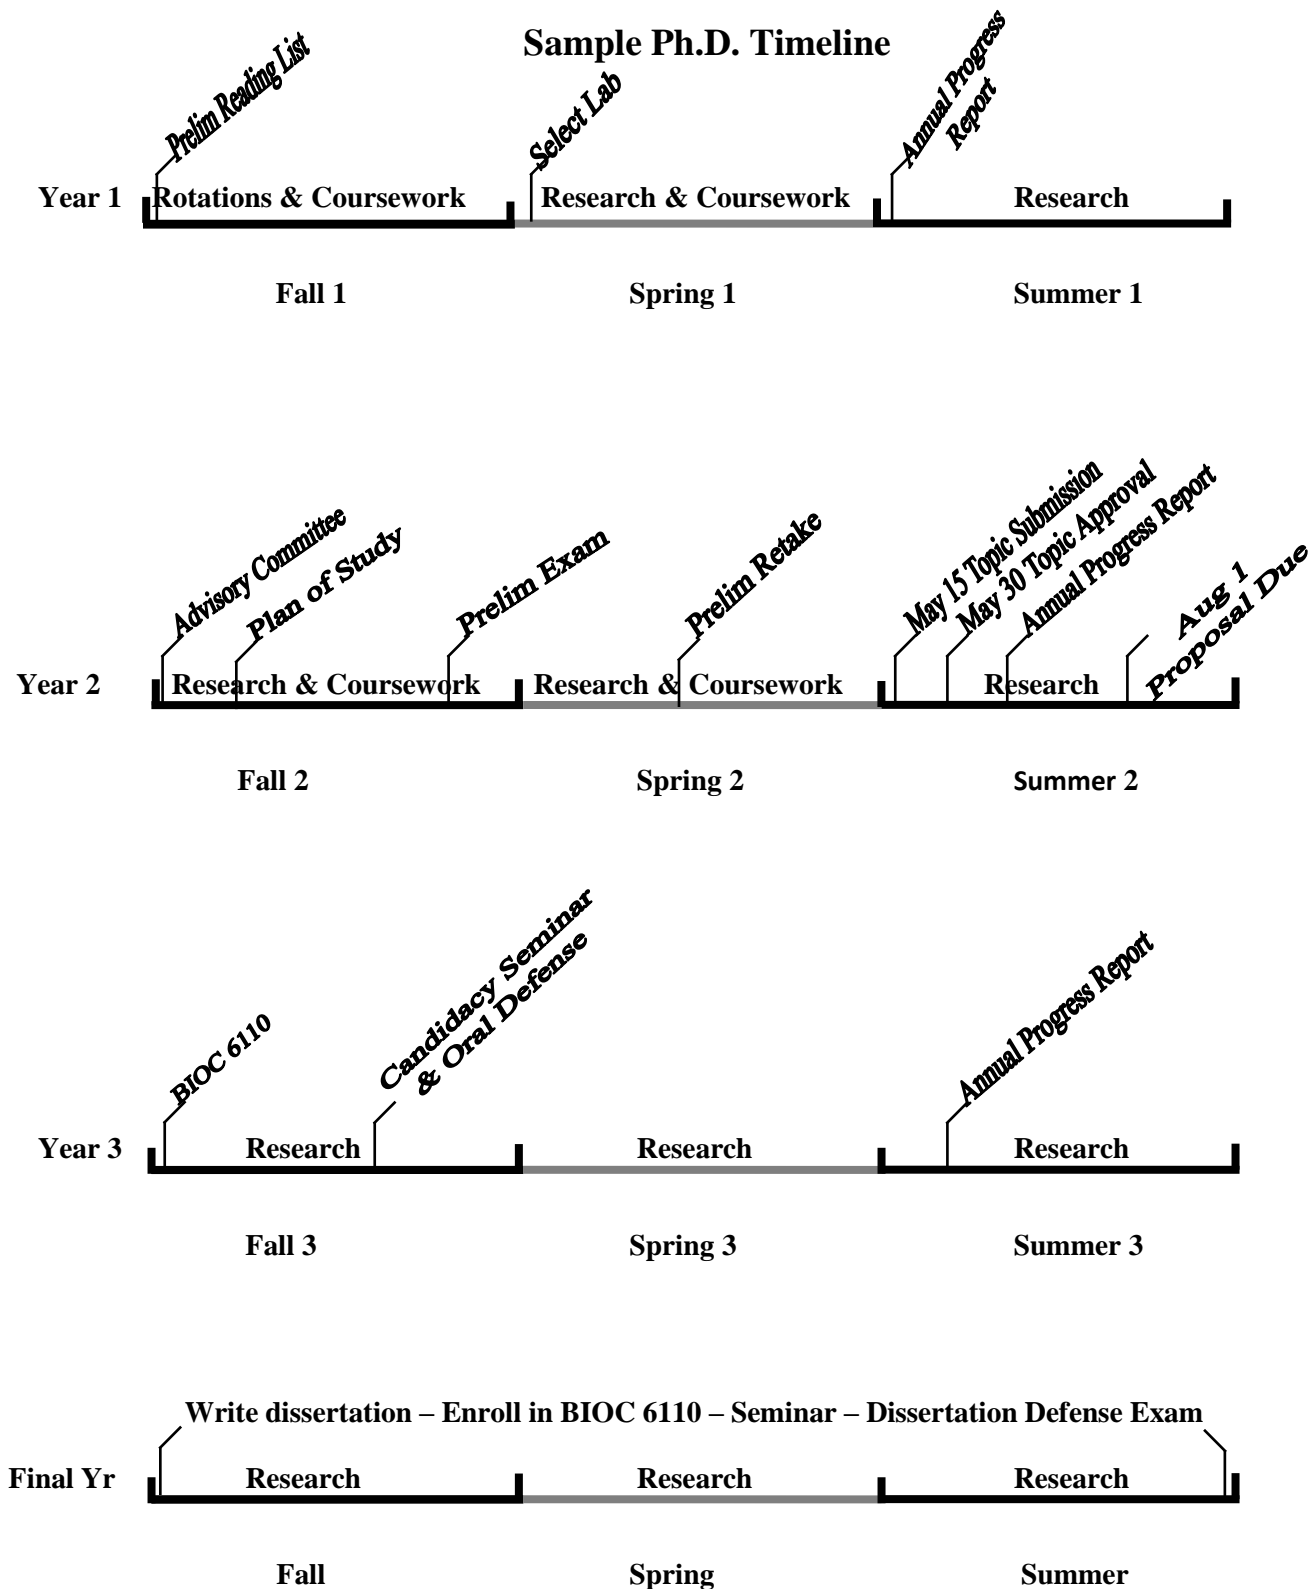 Sample Ph.D. Timeline
Prelim Reading List
Select Lab
Annual Progress
Report
Year 1
Rotations & Coursework
Research & Coursework
Research
Fall 1
Spring 1
Summer 1
Advisory Committee
Plan of Study
Prelim Exam
Prelim Retake
May 15 Topic Submission
May 30 Topic Approval
Annual Progress Report
Aug 1
Proposal Due
Year 2
Research & Coursework
Research & Coursework
Research
Fall 2
Spring 2
Summer 2
BIOC 6110
Candidacy Seminar
& Oral Defense
Annual Progress Report
Year 3
Research
Research
Research
Fall 3
Spring 3
Summer 3
Write dissertation – Enroll in BIOC 6110 – Seminar – Dissertation Defense Exam
Final Yr
Research
Research
Research
Fall
Spring
Summer